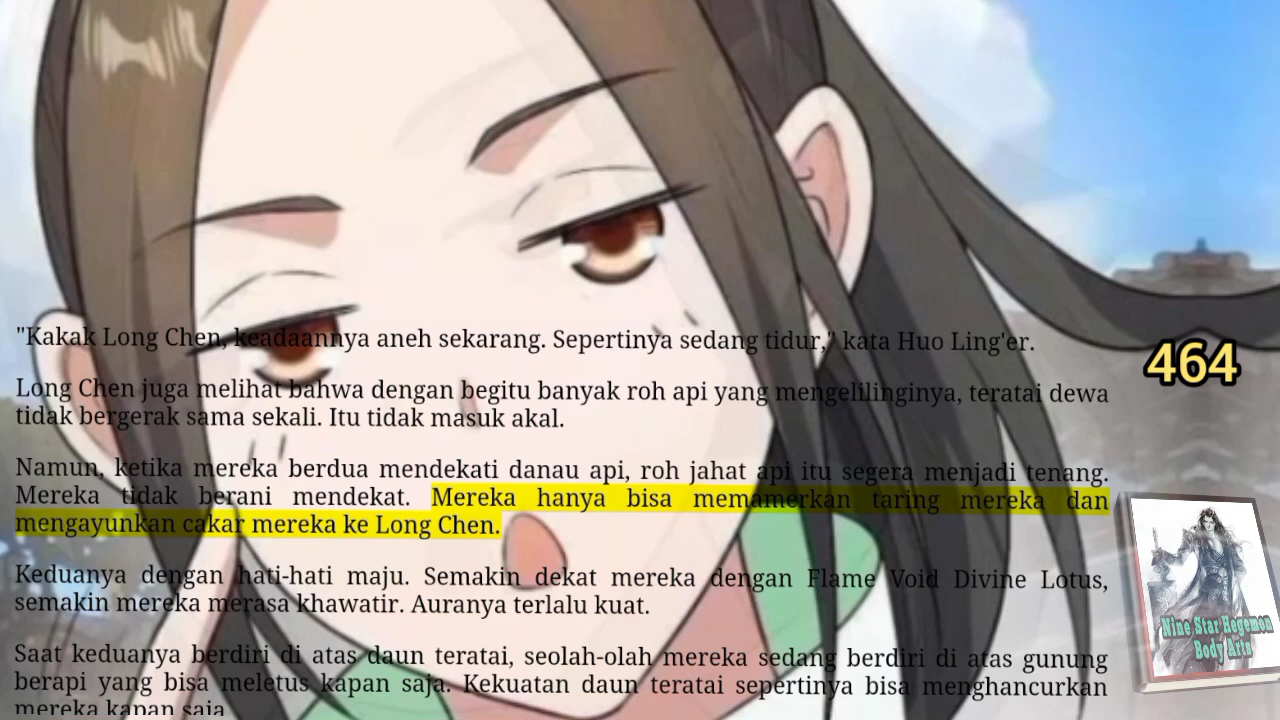 "Kakak Long Chen, keadaannya aneh sekarang. Sepertinya sedang tidur," kata Huo Ling'er.
Long Chen juga melihat bahwa dengan begitu banyak roh api yang mengelilinginya, teratai dewa
tidak bergerak sama sekali. Itu tidak masuk akal.
Namun, ketika mereka berdua mendekati danau api, roh jahat api itu segera menjadi tenang.
Mereka tidak berani mendekat. Mereka hanya bisa memamerkan taring mereka dan
mengayunkan cakar mereka ke Long Chen.
Keduanya dengan hati-hati maju. Semakin dekat mereka dengan Flame Void Divine Lotus,
semakin mereka merasa khawatir. Auranya terlalu kuat.
Saat keduanya berdiri di atas daun teratai, seolah-olah mereka sedang berdiri di atas gunung
berapi yang bisa meletus kapan saja. Kekuatan daun teratai sepertinya bisa menghancurkan
mereka kapan saja
464
Nine Star Hegemon
Body Arts